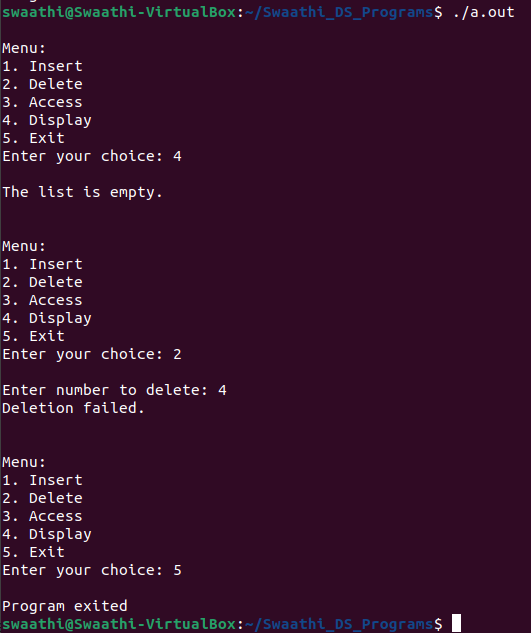 swaathi@Swaathi-VirtualBox:~/Swaathi_DS_Programs$ ./a.out
Menu:
1. Insert
2. Delete
3. Access
4. Display
5. Exit
Enter your choice: 4
The list is empty.
Menu:
1. Insert
2. Delete
3. Access
4. Display
5. Exit
Enter your choice: 2
Enter number to delete: 4
Deletion failed.
Menu:
1. Insert
2. Delete
3. Access
4. Display
5. Exit
Enter your choice: 5
Program exited
swaathi@Swaathi-VirtualBox:~/Swaathi_DS_Programs$